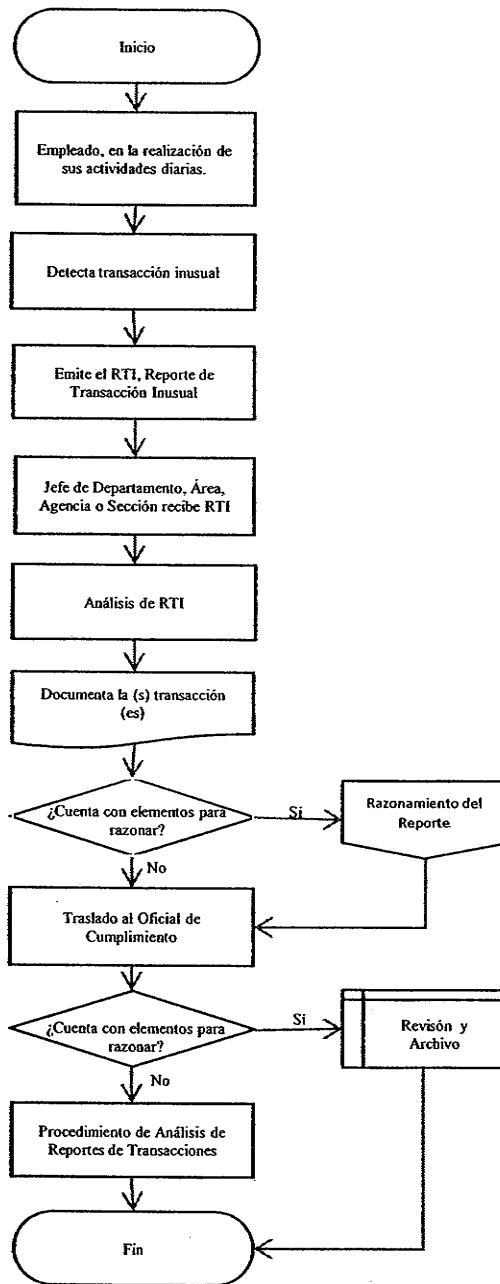 Inicio
Empleado, en la realización de
sus actividades diarias.
Detecta transacción inusual
Emite el RTI, Reporte de
Transacción Inusual
Jefe de Departamento, Área,
Agencia o Sección recibe RTI
Análisis de RTI
Documenta la (s) transacción
(es)
¿Cuenta con elementos para
razonar?
Si
Razonamiento del
Reporte
No
Traslado al Oficial de
Cumplimiento
¿Cuenta con elementos para
razonar?
Si
Revisón y
Archivo
No
Procedimiento de Análisis de
Reportes de Transacciones
Fin